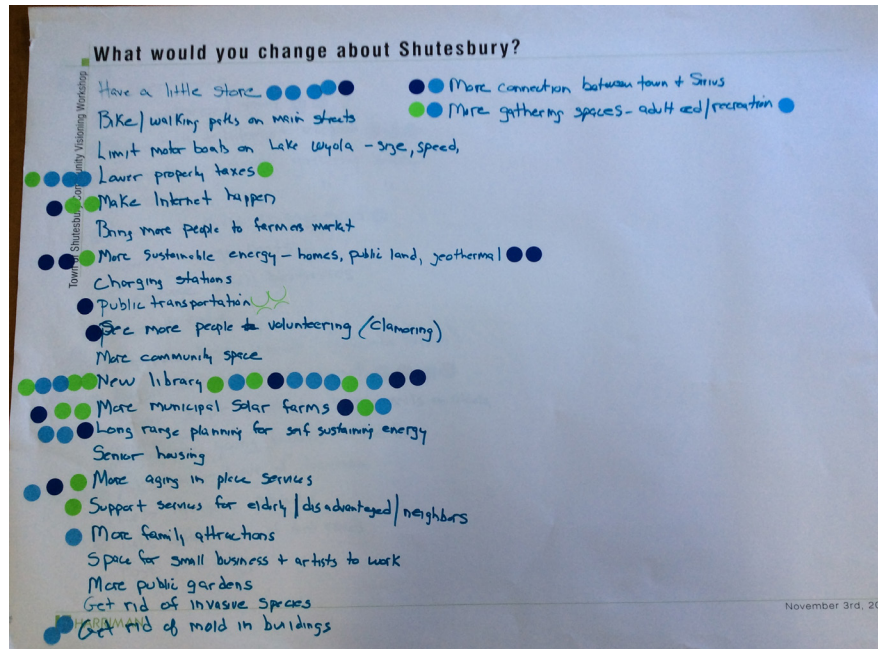 What would you change about Shutesbury?
Have a little store
Bike/walking paths on main streets
Limit motor boats on Lake Wyola - size, speed,
Lower property taxes
Make Internet happen
Bring more people to farmers market
More sustainable energy - homes, public land, geothermal
Charging stations
Public transportation
See more people volunteering (clamoring)
More community space
New library
More municipal solar farms
Long range planning for self sustaining energy
Senior housing
More aging in place services
Support services for eldrly/disadvantaged/neighbors
More family attractions
Space for small business + artists to work
More public gardens
Get rid of invasive species
Get rid of mold in buildings
More connection between town + Sirius
More gathering spaces - adult ed/recreation
Town of Shutesbury Community Visioning Workshop
HARRIMAN
November 3rd, 20